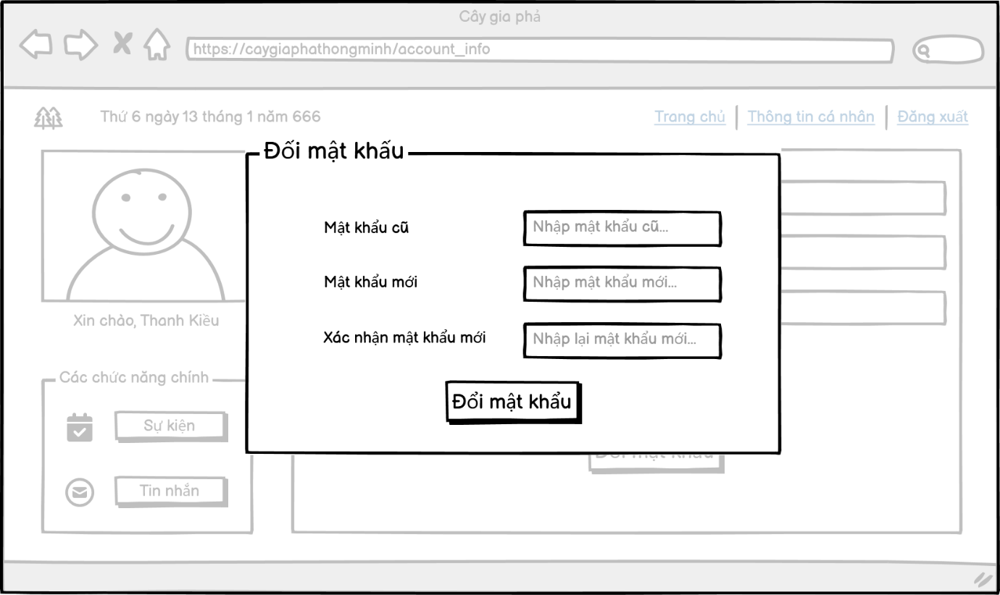 Cây gia phả
https://caygiaphathongminh/account_info
Thứ 6 ngày 13 tháng 1 năm 666
Trang chủ
Thông tin cá nhân
Đăng xuất
Đối mật khấu
Mật khẩu cũ
Nhập mật khẩu cũ...
Mật khẩu mới
Nhập mật khẩu mới...
Xác nhận mật khẩu mới
Nhập lại mật khẩu mới...
Đổi mật khẩu
Xin chào, Thanh Kiều
Các chức năng chính
Sự kiện
Tin nhắn